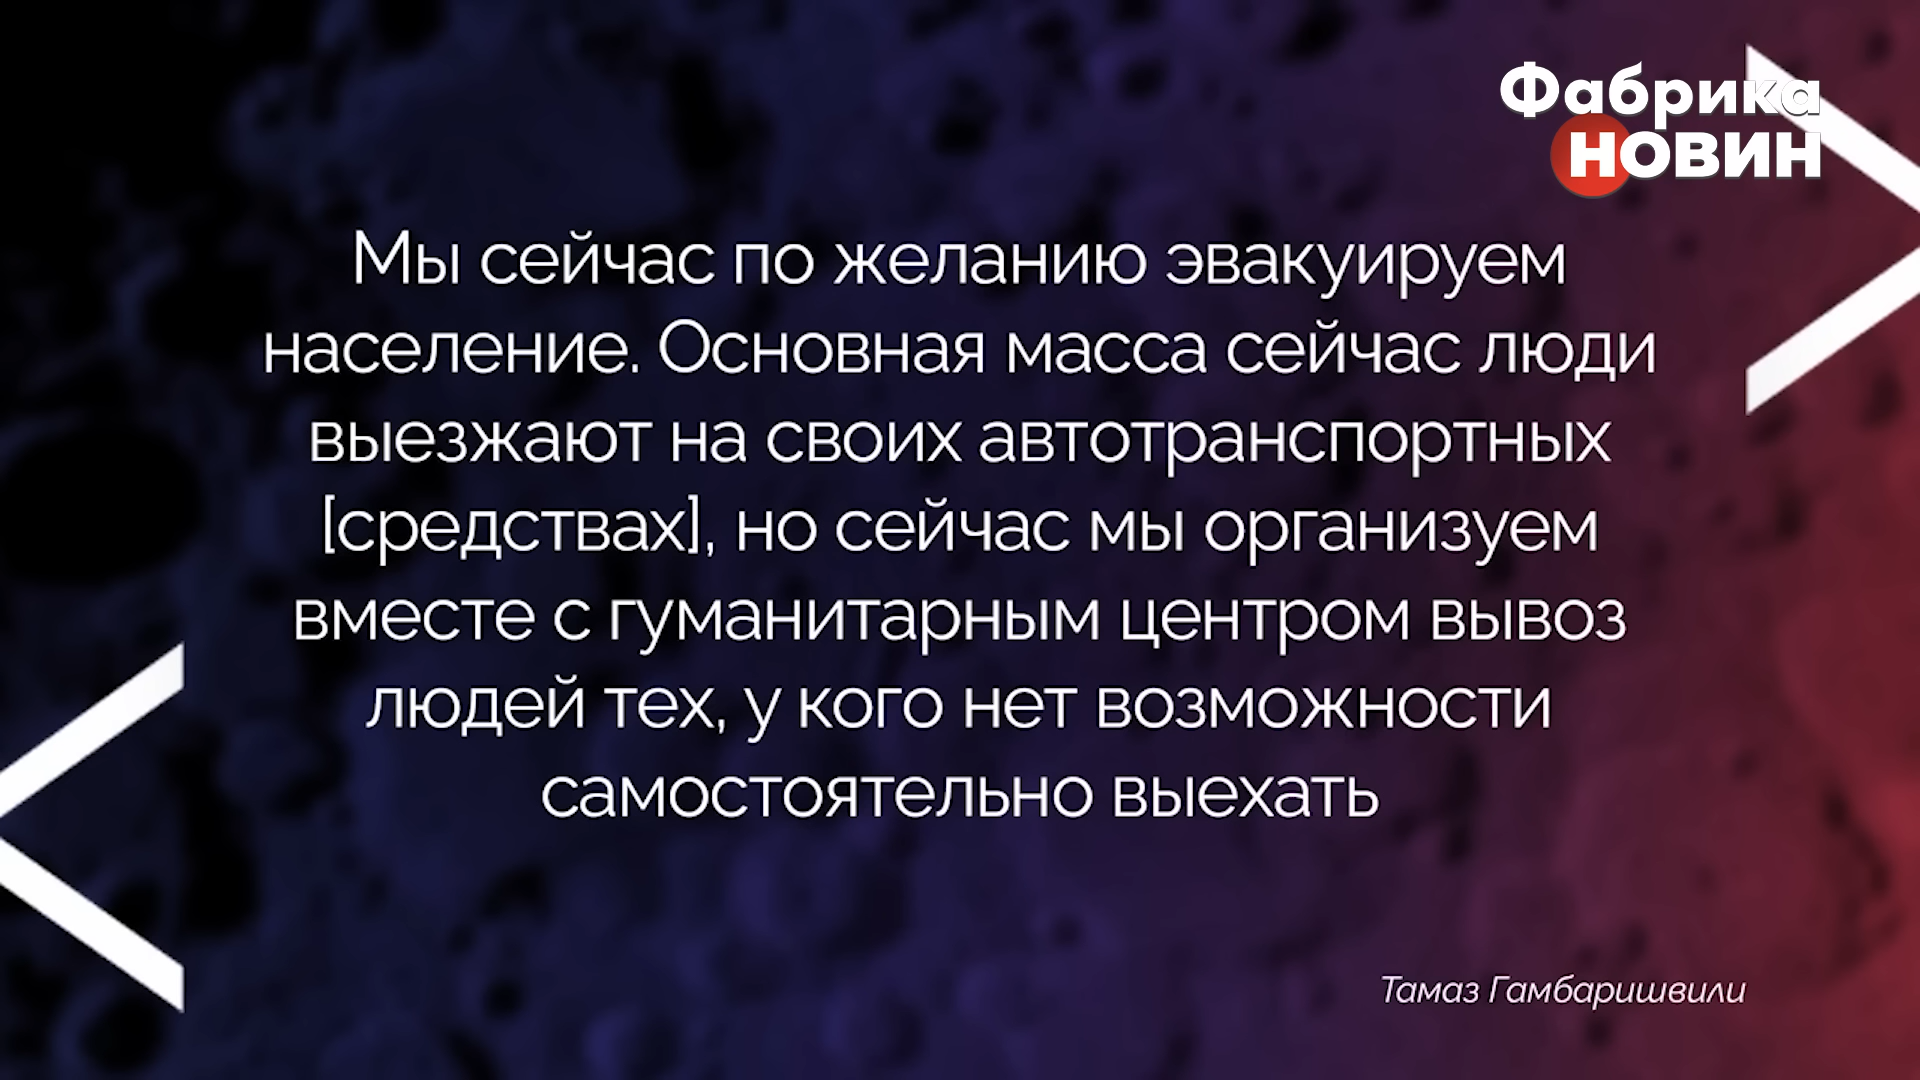 Фабрика
НОВИН
Мы сейчас по желанию эвакуируем
население. Основная масса сейчас люди
выезжают на своих автотранспортных
[средствах], но сейчас мы организуем
вместе с гуманитарным центром вывоз
людей тех, у кого нет возможности
самостоятельно выехать
Тамаз Гамбаришвили